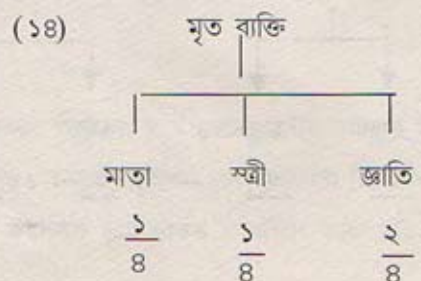 (১৪) মৃত ব্যক্তি
মাতা স্ত্রী জ্ঞাতি
১/৪ ১/৪ ২/৪